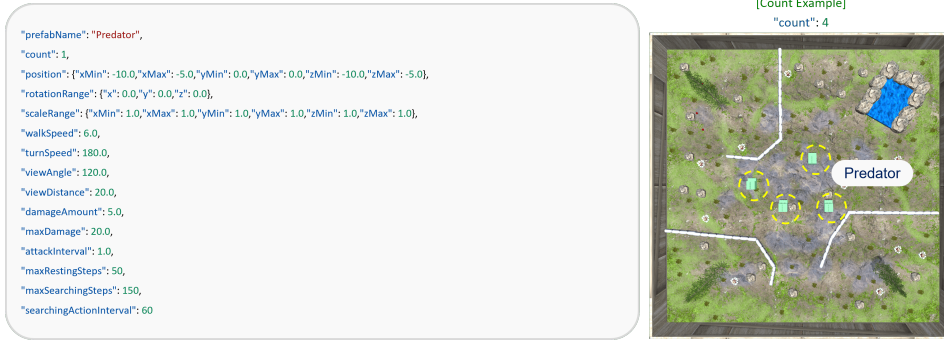 "prefabName": "Predator",
"count": 1,
"position": {"xMin": -10.0,"xMax": -5.0,"yMin": 0.0,"yMax": 0.0,"zMin": -10.0,"zMax": -5.0},
"rotationRange": {"x": 0.0,"y": 0.0,"z": 0.0},
"scaleRange": {"xMin": 1.0,"xMax": 1.0,"yMin": 1.0,"yMax": 1.0,"zMin": 1.0,"zMax": 1.0},
"walkSpeed": 6.0,
"turnSpeed": 180.0,
"viewAngle": 120.0,
"viewDistance": 20.0,
"damageAmount": 5.0,
"maxDamage": 20.0,
"attackInterval": 1.0,
"maxRestingSteps": 50,
"maxSearchingSteps": 150,
"searchingActionInterval": 60
[Count Example]
"count": 4
Predator